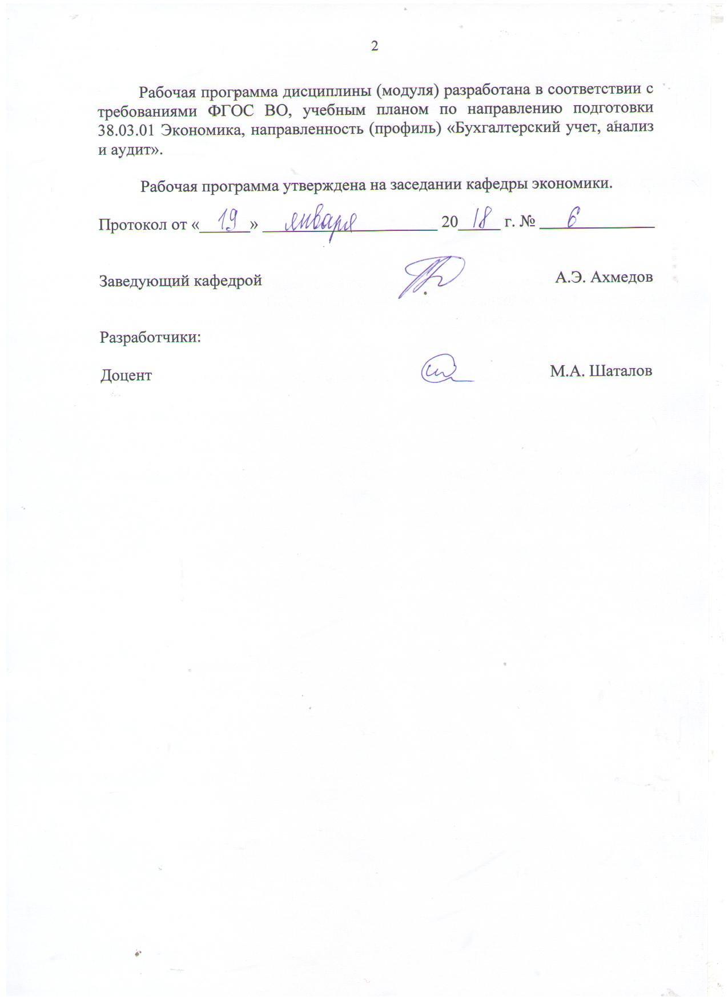 2
Рабочая программа дисциплины (модуля) разработана в соответствии с
требованиями ФГОС ВО, учебным планом по направлению подготовки
38.03.01 Экономика, направленность (профиль) «Бухгалтерский учет, анализ
и аудит».
Рабочая программа утверждена на заседании кафедры экономики.
Протокол от «19» января 2018 г. № 6
Заведующий кафедрой А.Э. Ахмедов
Разработчики:
Доцент М.А. Шаталов